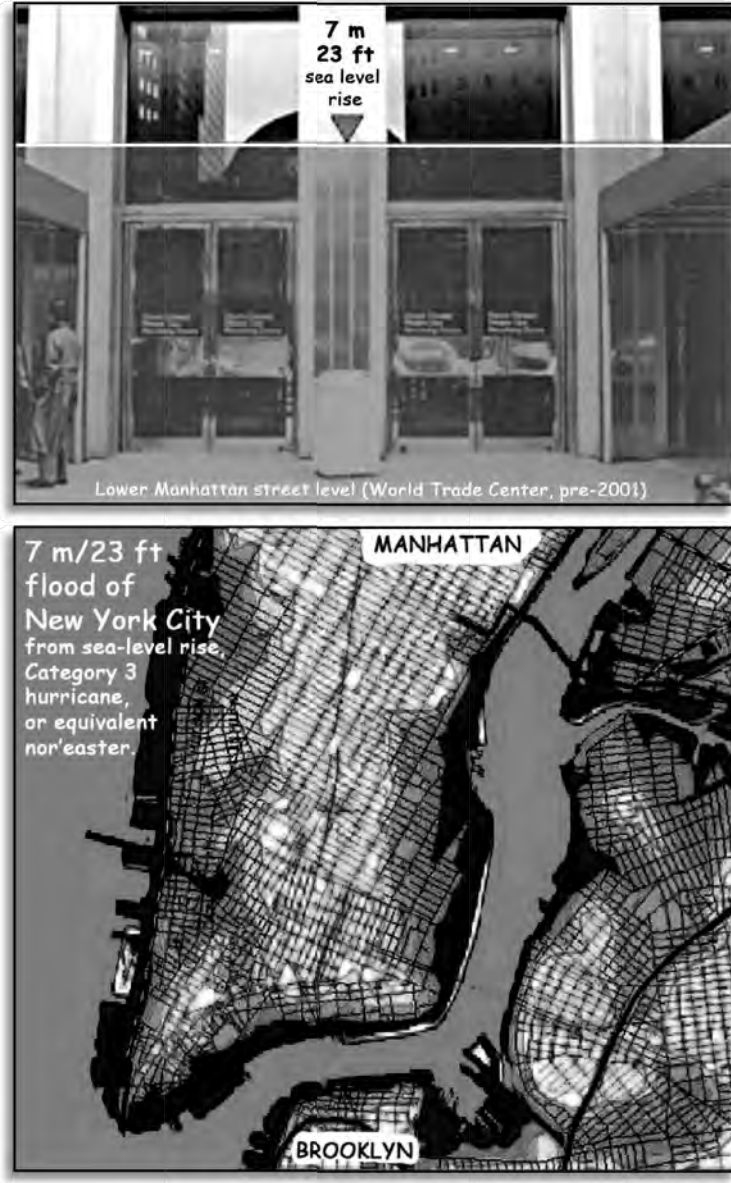 7 m
23 ft
sea level
rise
Lower Manhattan street level (World Trade Center, pre-2001)
7 m/23 ft
flood of
New York City
from sea-level rise,
Category 3
hurricane,
or equivalent
nor'easter.
MANHATTAN
BROOKLYN